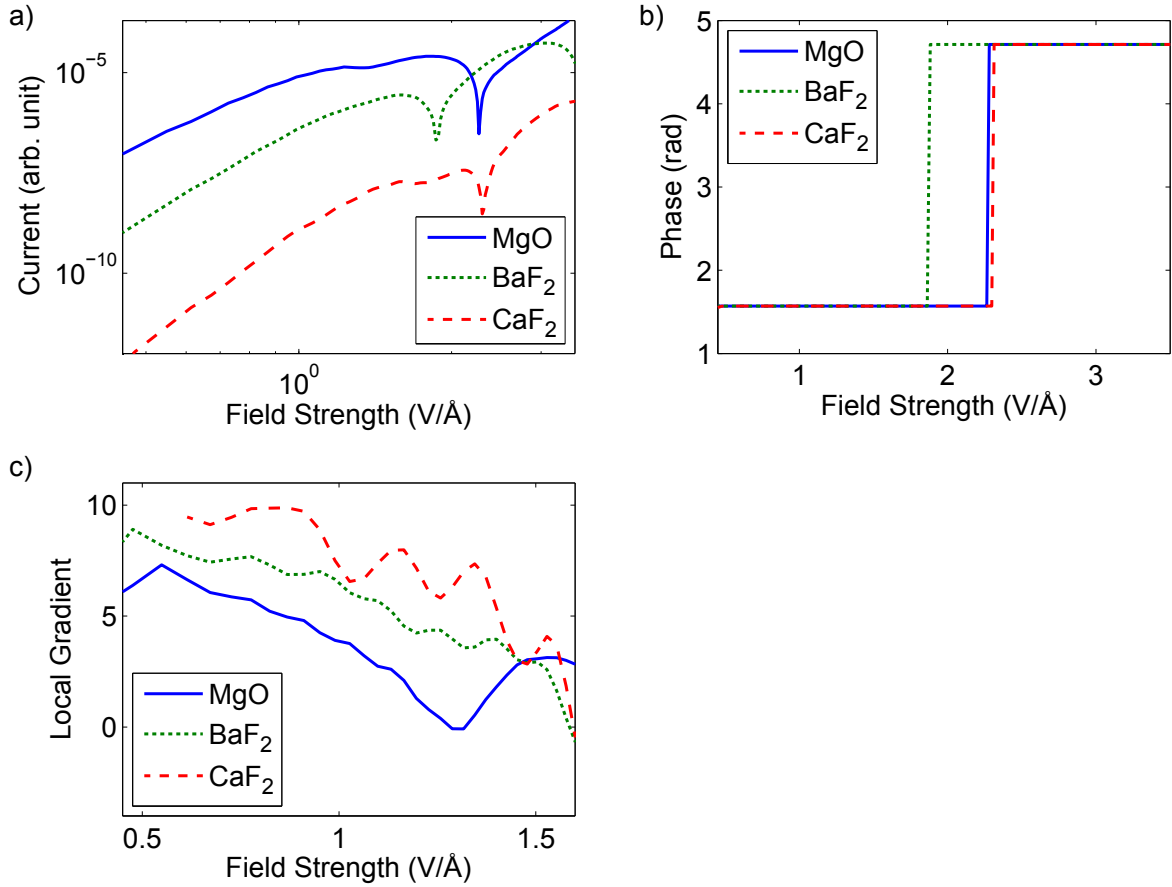 a)
10^−5
10^−10
Current (arb. unit)
MgO
BaF₂
CaF₂
10^0
Field Strength (V/Å)
b)
5
4
3
2
1
Phase (rad)
MgO
BaF₂
CaF₂
1 2 3
Field Strength (V/Å)
c)
10
5
0
Local Gradient
MgO
BaF₂
CaF₂
0.5 1 1.5
Field Strength (V/Å)